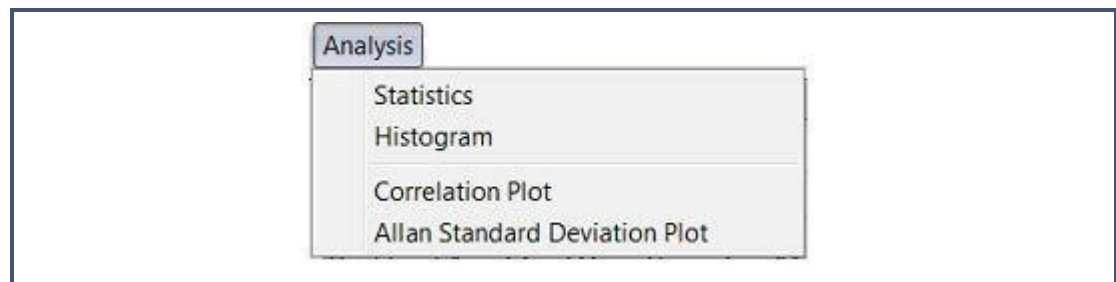 Analysis
Statistics
Histogram
Correlation Plot
Allan Standard Deviation Plot